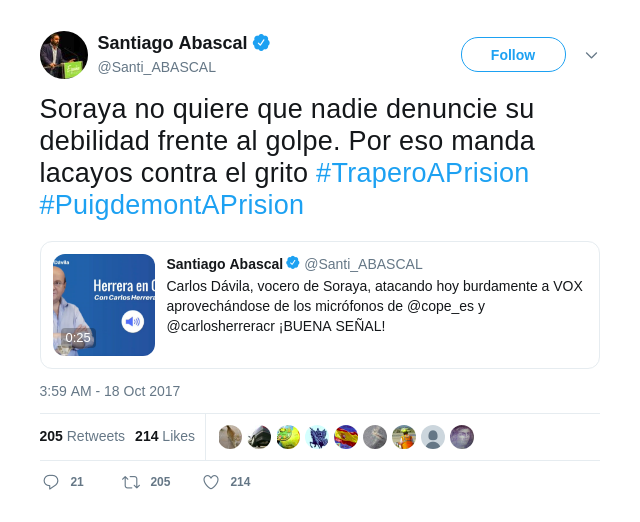 Santiago Abascal
@Santi_ABASCAL
Follow
Soraya no quiere que nadie denuncie su
debilidad frente al golpe. Por eso manda
lacayos contra el grito #TraperoAPrision
#PuigdemontAPrision
Dávila
Herrera en C
Con Carlos Herrera
0:25
Santiago Abascal @Santi_ABASCAL
Carlos Dávila, vocero de Soraya, atacando hoy burdamente a VOX
aprovechándose de los micrófonos de @cope_es y
@carlosherreracr ¡BUENA SEÑAL!
3:59 AM - 18 Oct 2017
205 Retweets 214 Likes
21 205 214